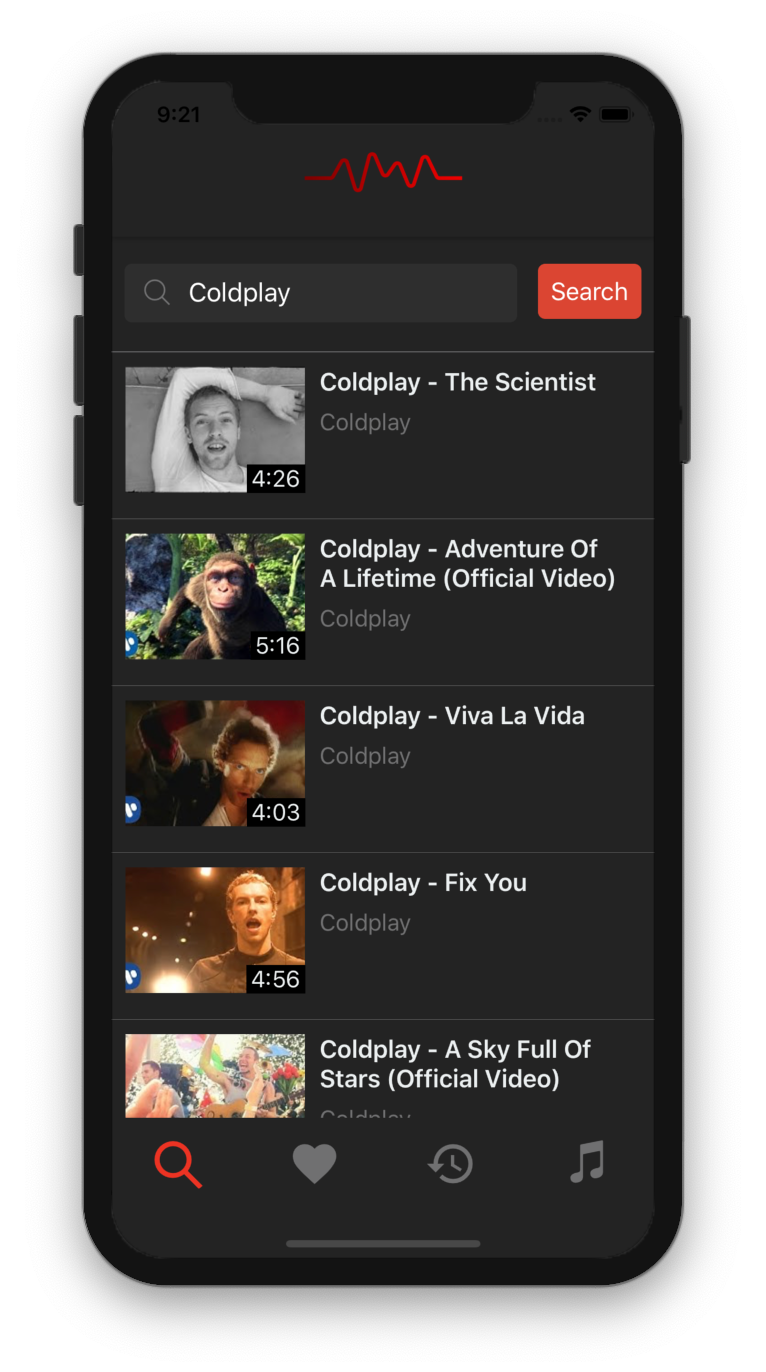 9:21
Coldplay
Search
Coldplay - The Scientist
Coldplay
4:26
Coldplay - Adventure Of
A Lifetime (Official Video)
Coldplay
5:16
Coldplay - Viva La Vida
Coldplay
4:03
Coldplay - Fix You
Coldplay
4:56
Coldplay - A Sky Full Of
Stars (Official Video)
Coldplay